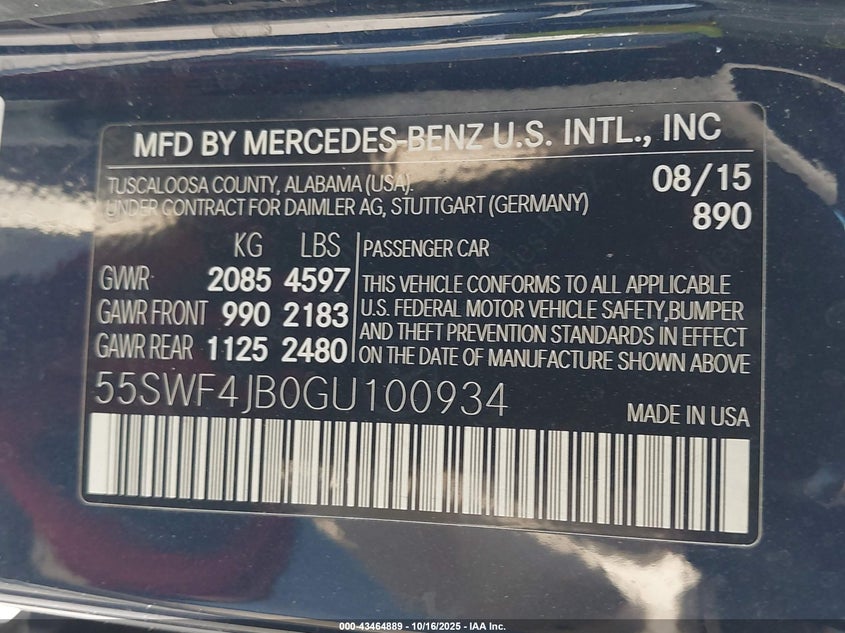 MFD BY MERCEDES-BENZ U.S. INTL., INC
TUSCALOOSA COUNTY, ALABAMA (USA).
UNDER CONTRACT FOR DAIMLER AG, STUTTGART (GERMANY)
08/15
890
KG LBS
GVWR 2085 4597
GAWR FRONT 990 2183
GAWR REAR 1125 2480
PASSENGER CAR
THIS VEHICLE CONFORMS TO ALL APPLICABLE
U.S. FEDERAL MOTOR VEHICLE SAFETY,BUMPER
AND THEFT PREVENTION STANDARDS IN EFFECT
ON THE DATE OF MANUFACTURE SHOWN ABOVE
55SWF4JB0GU100934
MADE IN USA
000-43464889 - 10/16/2025 - IAA Inc.